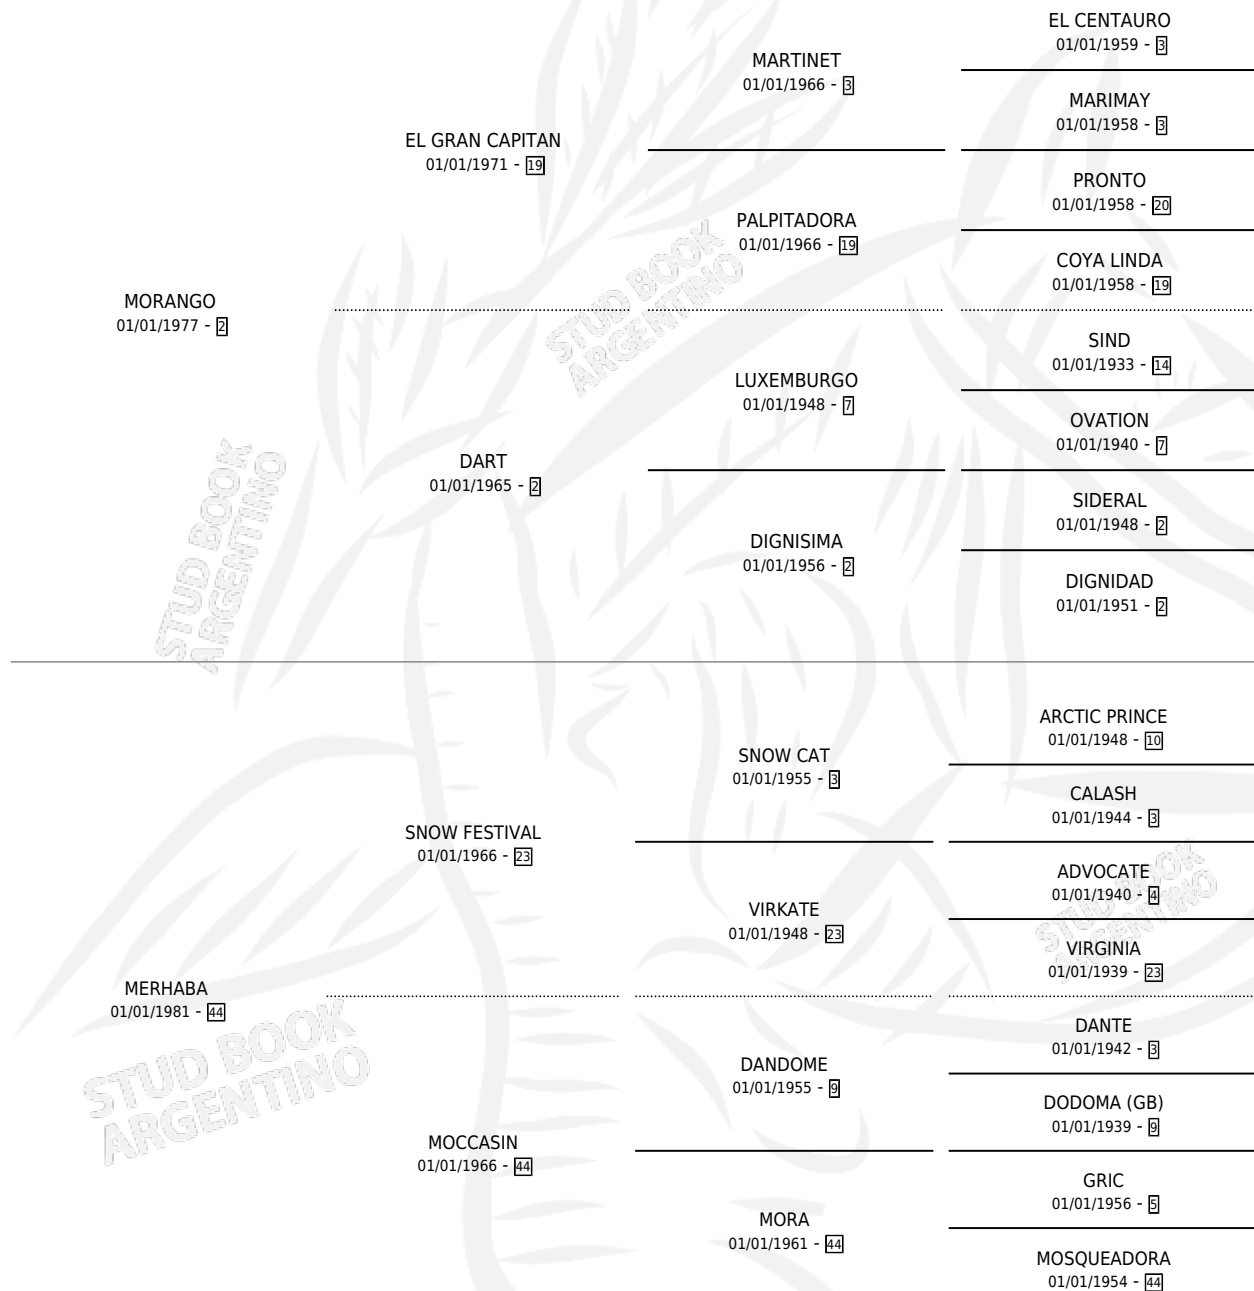 EL CENTAURO
01/01/1959 - 3
MARTINET
01/01/1966 - 3
MARIMAY
01/01/1958 - 3
EL GRAN CAPITAN
01/01/1971 - 19
PRONTO
01/01/1958 - 20
PALPITADORA
01/01/1966 - 19
COYA LINDA
01/01/1958 - 19
MORANGO
01/01/1977 - 2
SIND
01/01/1933 - 14
LUXEMBURGO
01/01/1948 - 7
OVATION
01/01/1940 - 7
DART
01/01/1965 - 2
SIDERAL
01/01/1948 - 2
DIGNISIMA
01/01/1956 - 2
DIGNIDAD
01/01/1951 - 2
STUD BOOK
ARGENTINO
STUD BOOK
ARGENTINO
ARCTIC PRINCE
01/01/1948 - 10
SNOW CAT
01/01/1955 - 3
CALASH
01/01/1944 - 3
SNOW FESTIVAL
01/01/1966 - 23
ADVOCATE
01/01/1940 - 4
VIRKATE
01/01/1948 - 23
VIRGINIA
01/01/1939 - 23
MERHABA
01/01/1981 - 44
DANTE
01/01/1942 - 3
DANDOME
01/01/1955 - 9
DODOMA (GB)
01/01/1939 - 9
MOCCASIN
01/01/1966 - 44
GRIC
01/01/1956 - 5
MORA
01/01/1961 - 44
MOSQUEADORA
01/01/1954 - 44
STUD BOOK
ARGENTINO
STUD BOOK
ARGENTINO